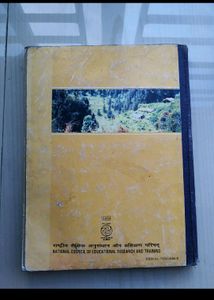 राष्ट्रीय शैक्षिक अनुसंधान और प्रशिक्षण परिषद्
NATIONAL COUNCIL OF EDUCATIONAL RESEARCH AND TRAINING